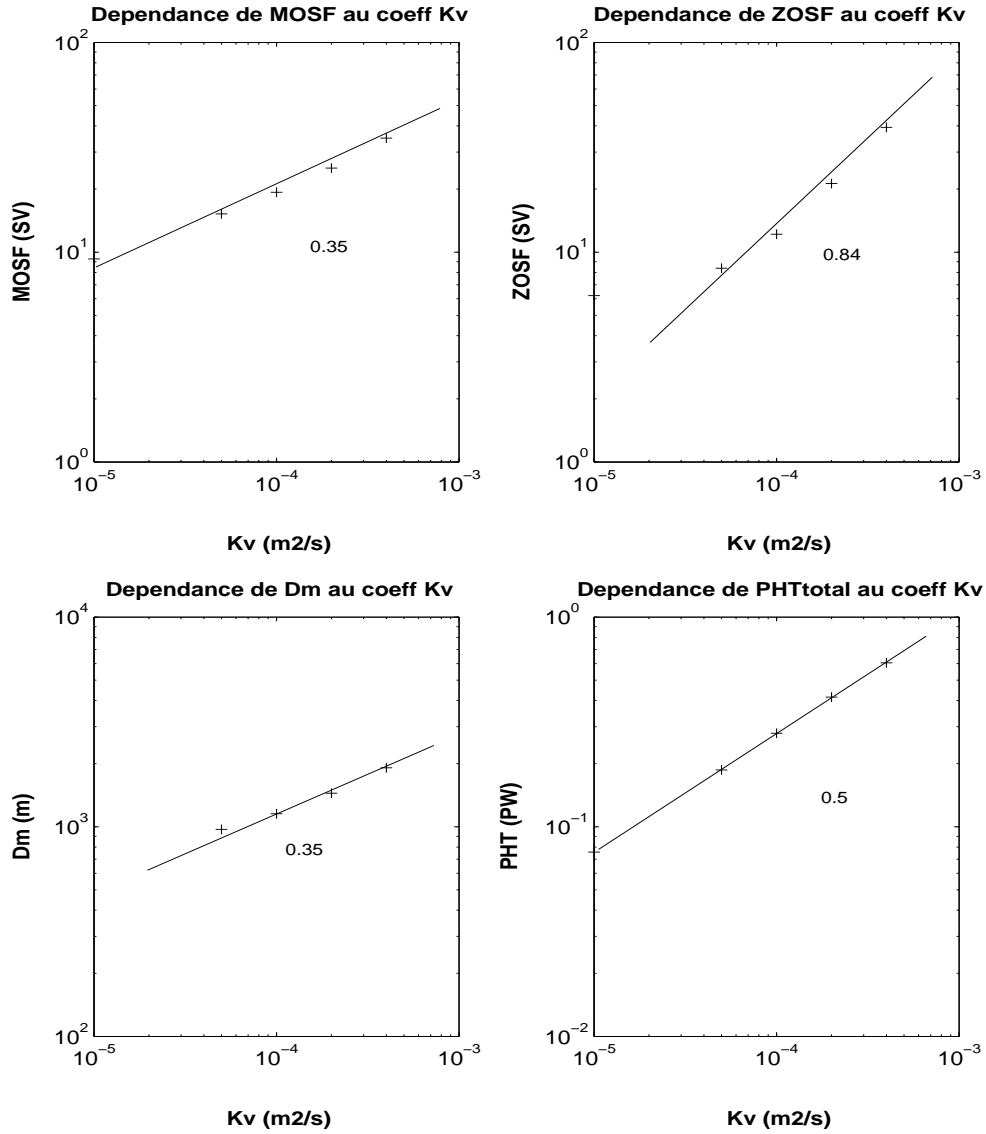 Dependance de MOSF au coeff Kv
10^2
10^1
10^0
MOSF (SV)
0.35
10^−5
10^−4
10^−3
Kv (m2/s)
Dependance de ZOSF au coeff Kv
10^2
10^1
10^0
ZOSF (SV)
0.84
10^−5
10^−4
10^−3
Kv (m2/s)
Dependance de Dm au coeff Kv
10^4
10^3
10^2
Dm (m)
0.35
10^−5
10^−4
10^−3
Kv (m2/s)
Dependance de PHTtotal au coeff Kv
10^0
10^−1
10^−2
PHT (PW)
0.5
10^−5
10^−4
10^−3
Kv (m2/s)